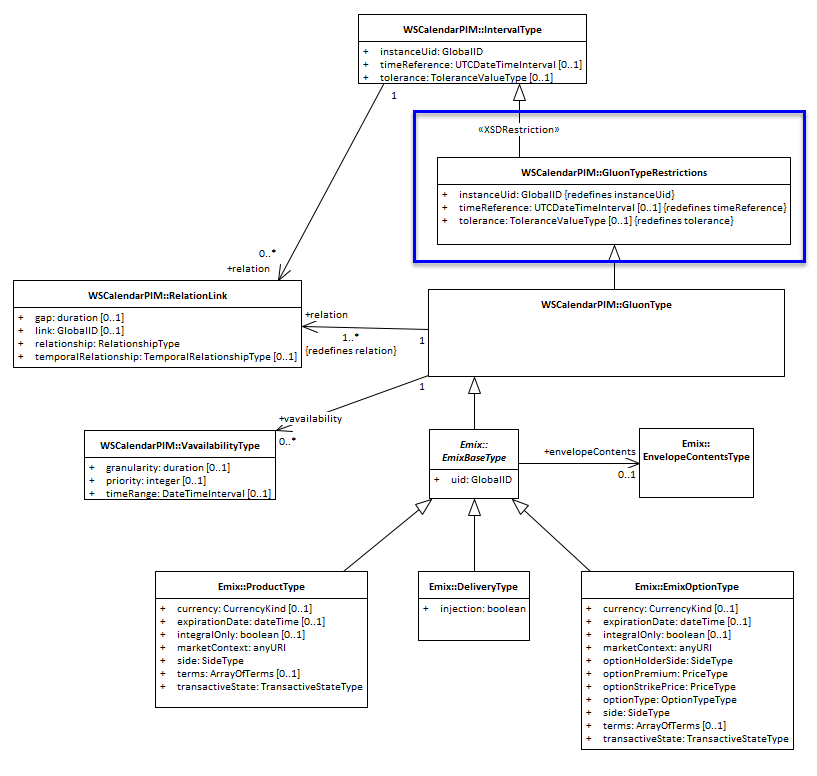 WSCalendarPIM::IntervalType
+ instanceUid: GlobalID
+ timeReference: UTCDateTimeInterval [0..1]
+ tolerance: ToleranceValueType [0..1]
1
«XSDRestriction»
WSCalendarPIM::GluonTypeRestrictions
+ instanceUid: GlobalID {redefines instanceUid}
+ timeReference: UTCDateTimeInterval [0..1] {redefines timeReference}
+ tolerance: ToleranceValueType [0..1] {redefines tolerance}
0..*
+relation
WSCalendarPIM::RelationLink
+ gap: duration [0..1]
+ link: GlobalID [0..1]
+ relationship: RelationshipType
+ temporalRelationship: TemporalRelationshipType [0..1]
WSCalendarPIM::GluonType
+relation
1..*
{redefines relation}
1
1
+vavailability
0..*
WSCalendarPIM::VavailabilityType
+ granularity: duration [0..1]
+ priority: integer [0..1]
+ timeRange: DateTimeInterval [0..1]
Emix::
EmixBaseType
+ uid: GlobalID
+envelopeContents
0..1
Emix::
EnvelopeContentsType
Emix::ProductType
+ currency: CurrencyKind [0..1]
+ expirationDate: dateTime [0..1]
+ integralOnly: boolean [0..1]
+ marketContext: anyURI
+ side: SideType
+ terms: ArrayOfTerms [0..1]
+ transactiveState: TransactiveStateType
Emix::DeliveryType
+ injection: boolean
Emix::EmixOptionType
+ currency: CurrencyKind [0..1]
+ expirationDate: dateTime [0..1]
+ integralOnly: boolean [0..1]
+ marketContext: anyURI
+ optionHolderSide: SideType
+ optionPremium: PriceType
+ optionStrikePrice: PriceType
+ optionType: OptionTypeType
+ side: SideType
+ terms: ArrayOfTerms [0..1]
+ transactiveState: TransactiveStateType